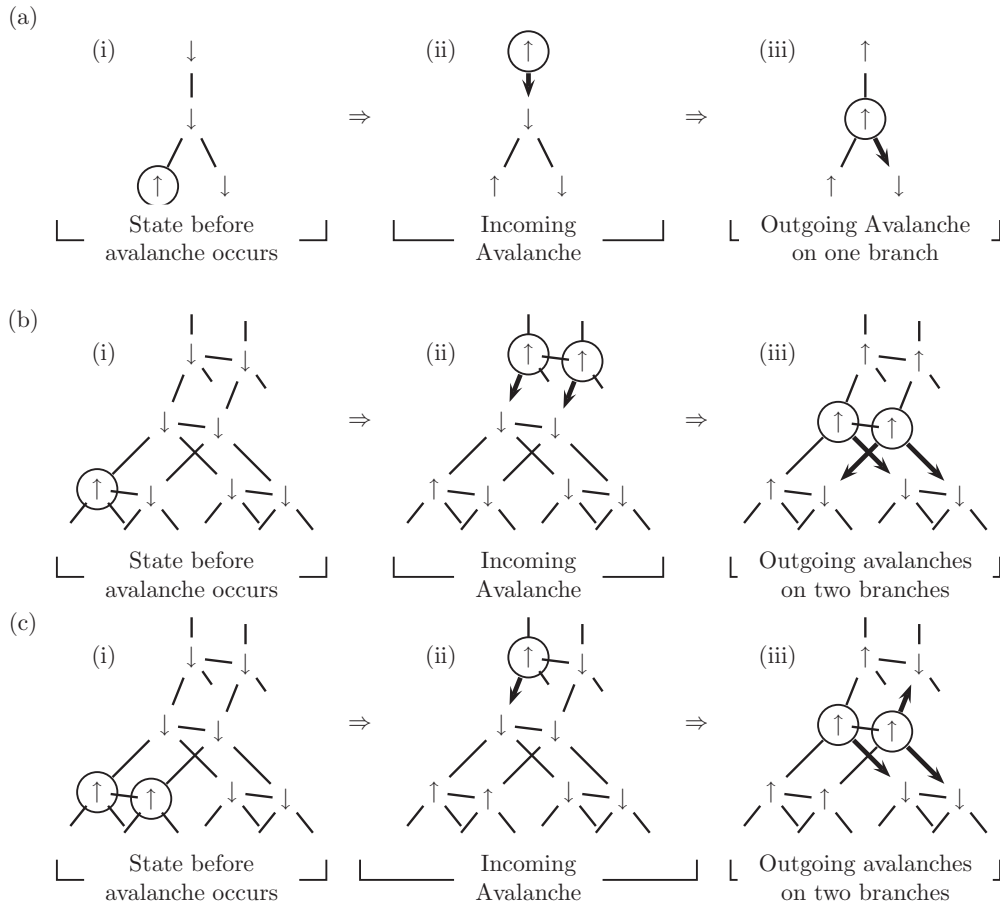 (a)
(i) ↓ (ii) ↑ (iii) ↑
↓ ⇒ ↓ ⇒ ↑
↑ ↓ ↑ ↓ ↑ ↓
State before Incoming Outgoing Avalanche
avalanche occurs Avalanche on one branch
(b)
(i) ↓ ↓ (ii) ↑ ↑ (iii) ↑ ↑
↓ ↓ ⇒ ↓ ↓ ⇒ ↑ ↑
↑ ↓ ↓ ↓ ↑ ↓ ↓ ↓ ↑ ↓ ↓ ↓
State before Incoming Outgoing avalanches
avalanche occurs Avalanche on two branches
(c)
(i) ↓ ↓ (ii) ↑ ↓ (iii) ↑ ↓
↓ ↓ ⇒ ↓ ↓ ⇒ ↑ ↑
↑ ↑ ↓ ↓ ↑ ↑ ↓ ↓ ↑ ↑ ↓ ↓
State before Incoming Outgoing avalanches
avalanche occurs Avalanche on two branches